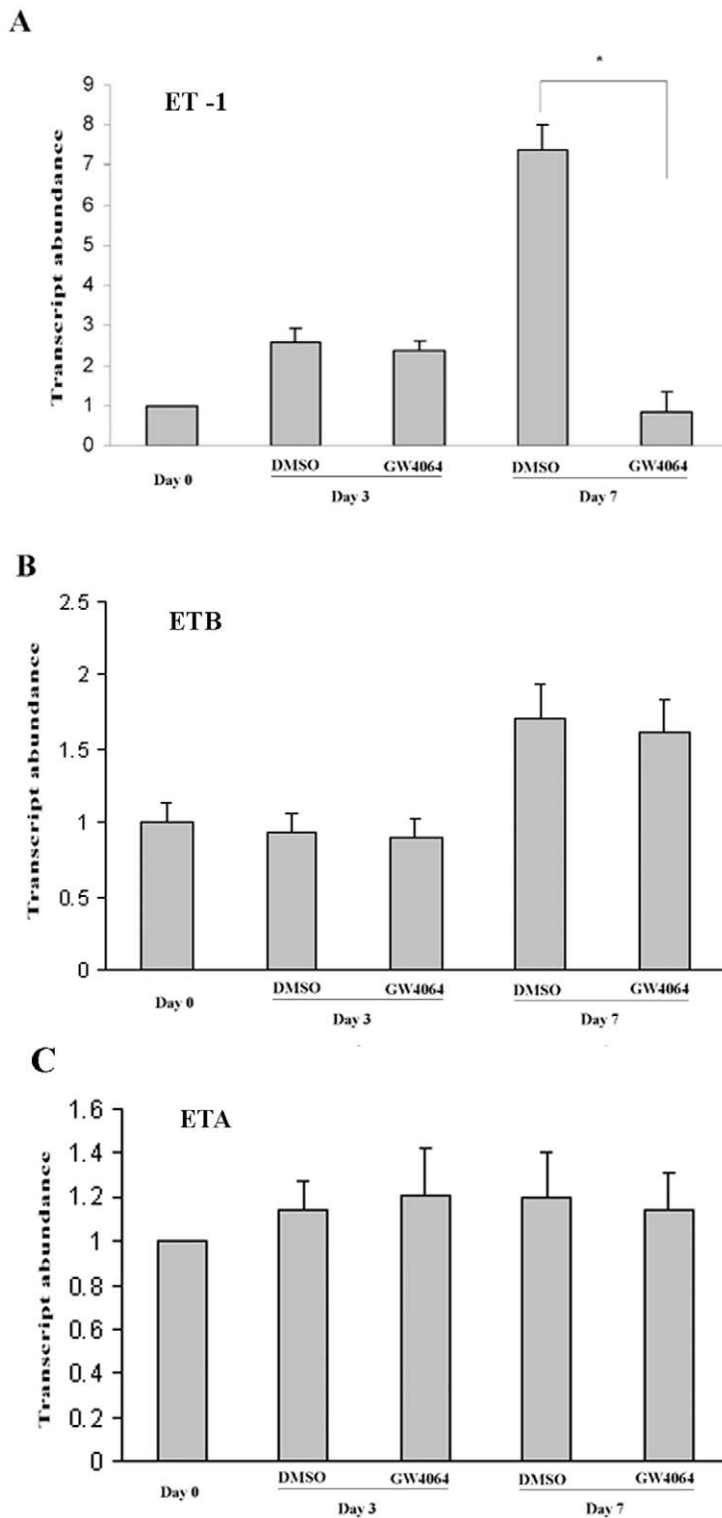 A
ET -1
*
Transcript abundance
9
8
7
6
5
4
3
2
1
0
DMSO GW4064 DMSO GW4064
Day 0 Day 3 Day 7
B
ETB
Transcript abundance
2.5
2
1.5
1
0.5
0
DMSO GW4064 DMSO GW4064
Day 0 Day 3 Day 7
C
ETA
Transcript abundance
1.6
1.4
1.2
1
0.8
0.6
0.4
0.2
0
DMSO GW4064 DMSO GW4064
Day 0 Day 3 Day 7